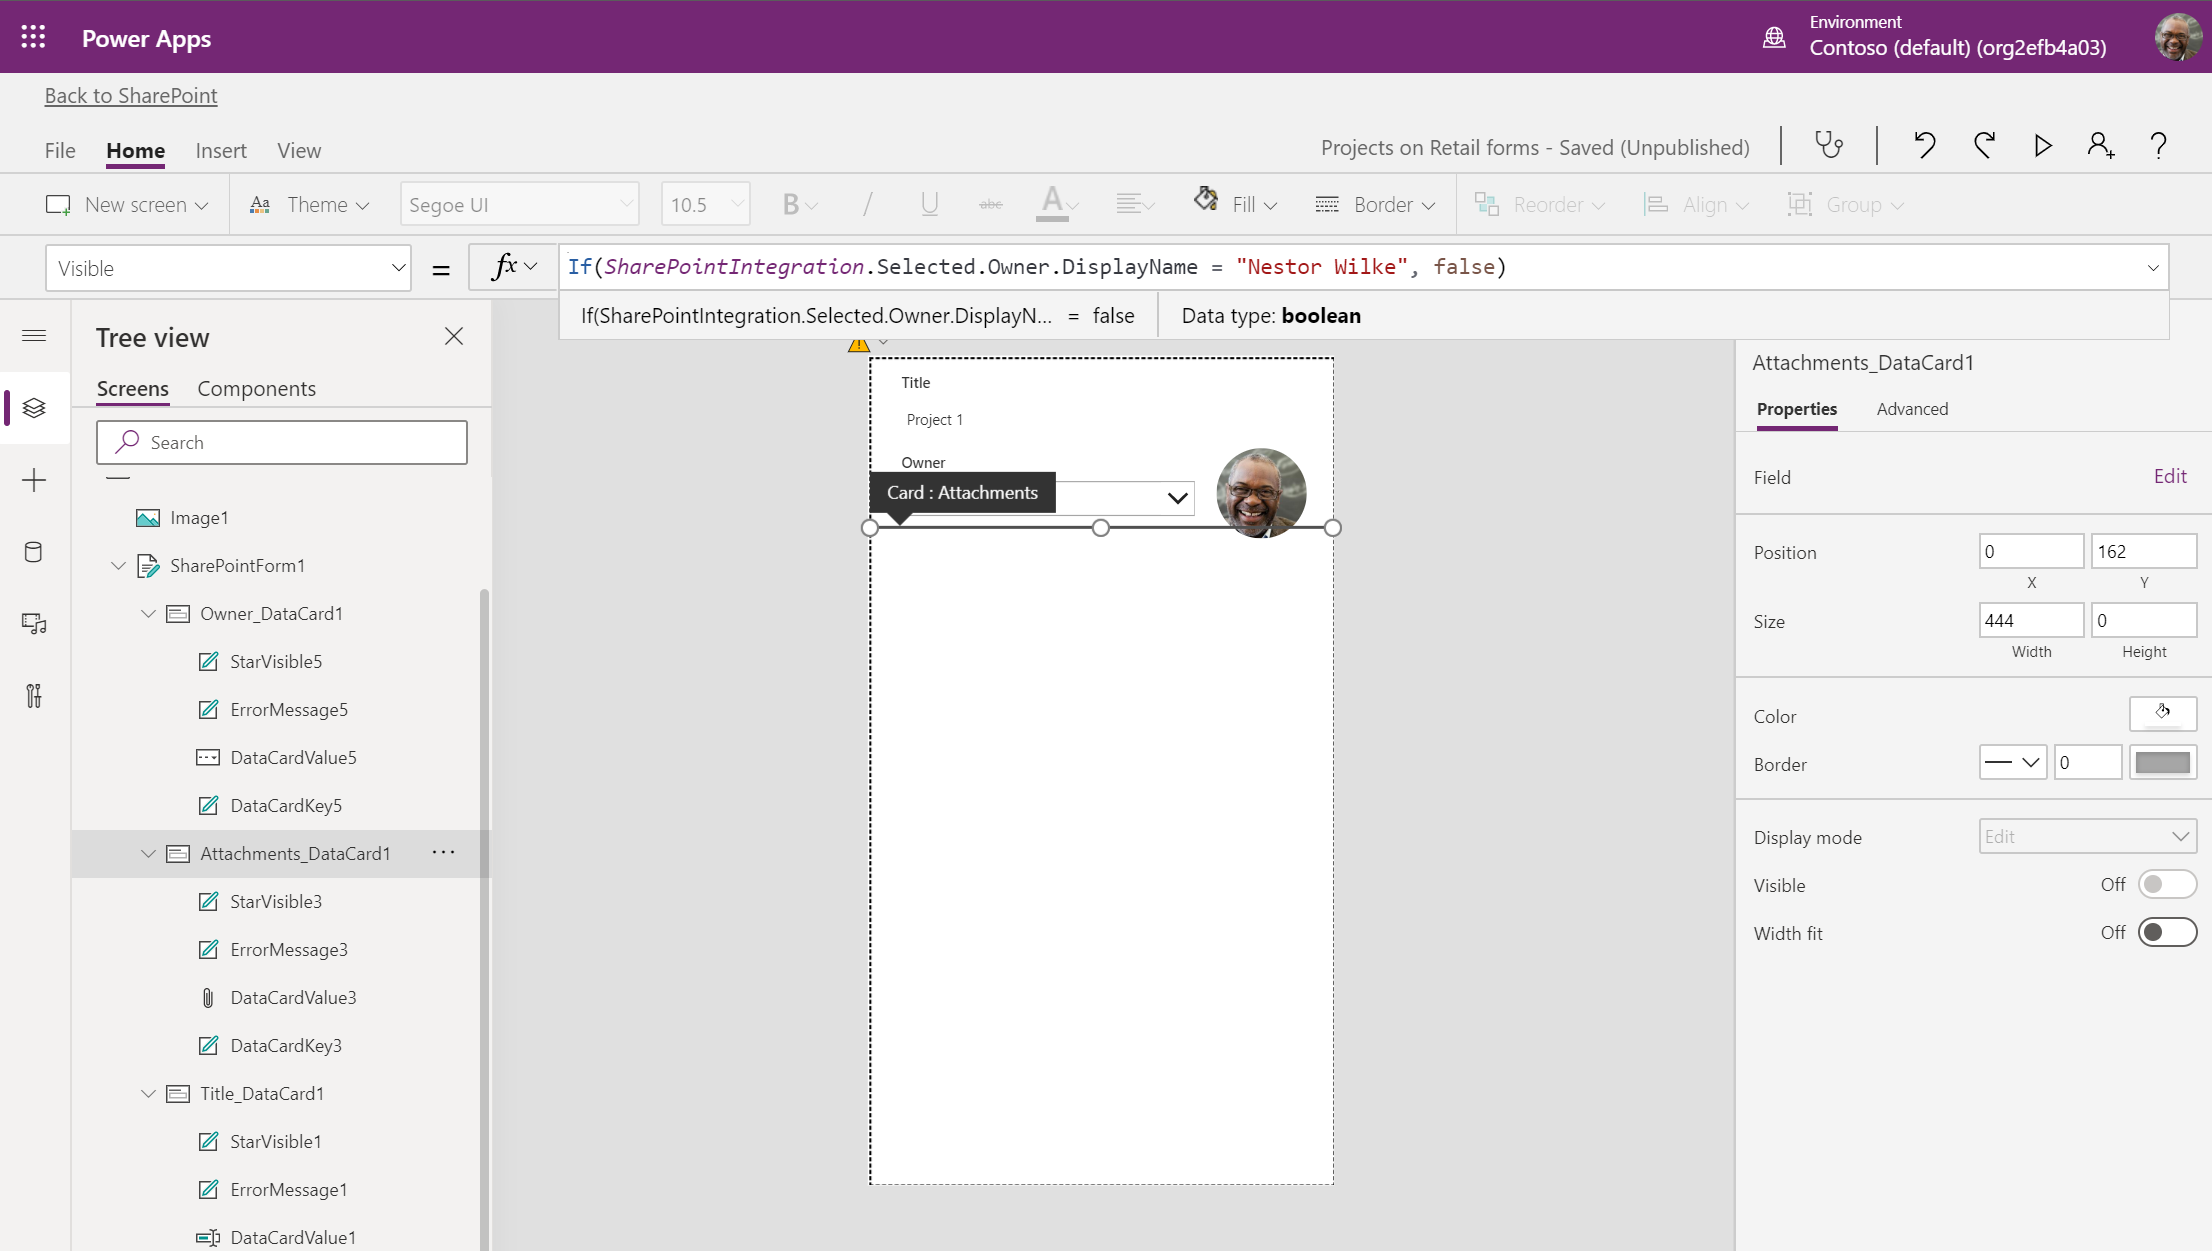 Power Apps
Environment
Contoso (default) (org2efb4a03)
Back to SharePoint
File Home Insert View
Projects on Retail forms - Saved (Unpublished)
New screen Aa Theme Segoe UI 10.5 B / U abc A Fill Border Reorder Align Group
Visible = fx If(SharePointIntegration.Selected.Owner.DisplayName = "Nestor Wilke", false)
If(SharePointIntegration.Selected.Owner.DisplayN... = false Data type: boolean
Tree view
Screens Components
Search
Image1
SharePointForm1
Owner_DataCard1
StarVisible5
ErrorMessage5
DataCardValue5
DataCardKey5
Attachments_DataCard1 ...
StarVisible3
ErrorMessage3
DataCardValue3
DataCardKey3
Title_DataCard1
StarVisible1
ErrorMessage1
DataCardValue1
Title
Project 1
Owner
Card : Attachments
Attachments_DataCard1
Properties Advanced
Field Edit
Position 0 162
X Y
Size 444 0
Width Height
Color
Border 0
Display mode Edit
Visible Off
Width fit Off